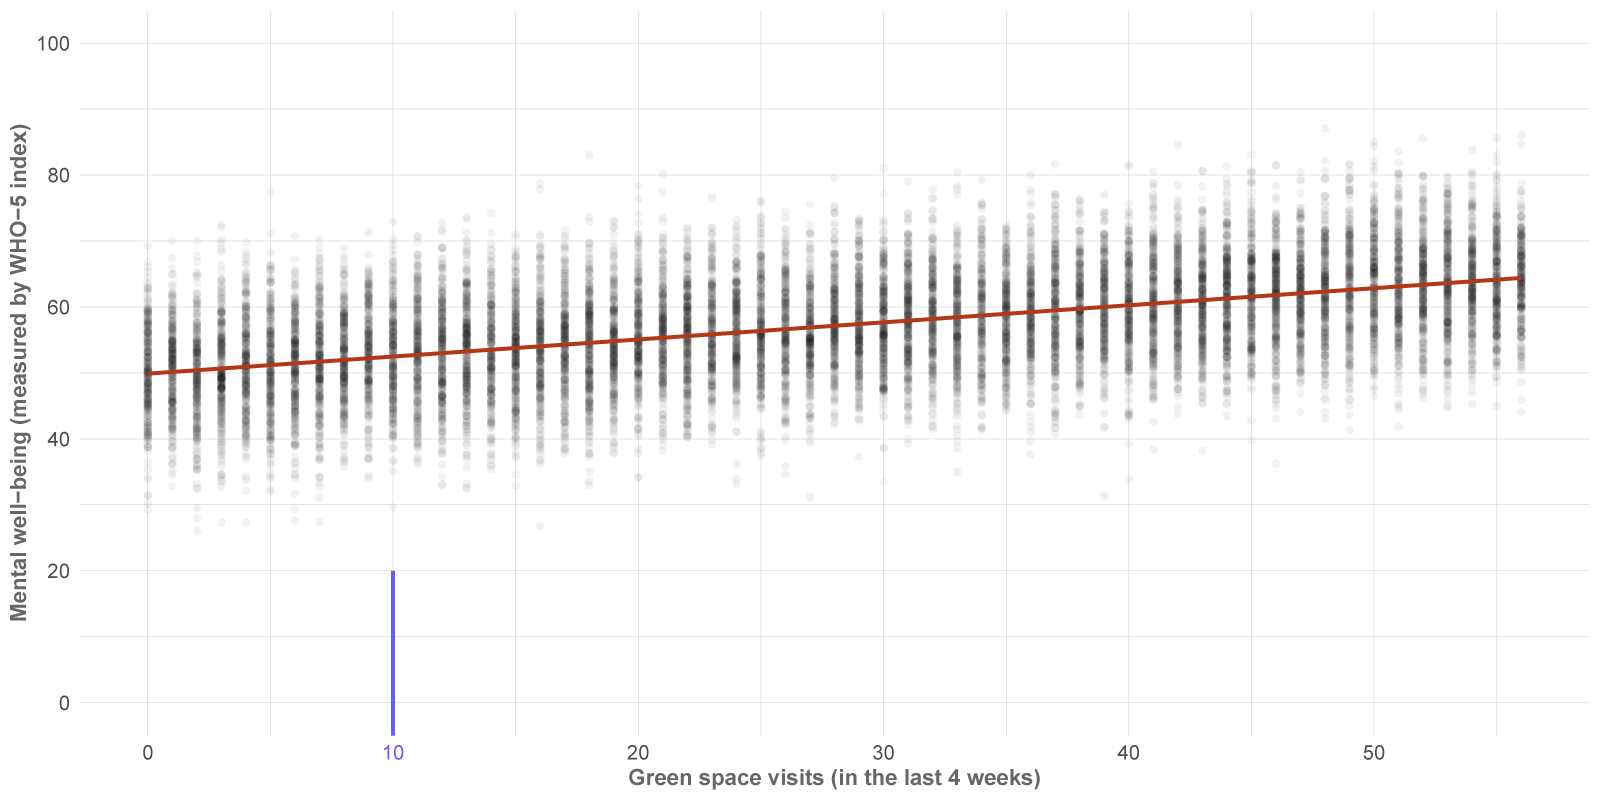 Mental well−being (measured by WHO−5 index)
100
80
60
40
20
0
0 10 20 30 40 50
Green space visits (in the last 4 weeks)